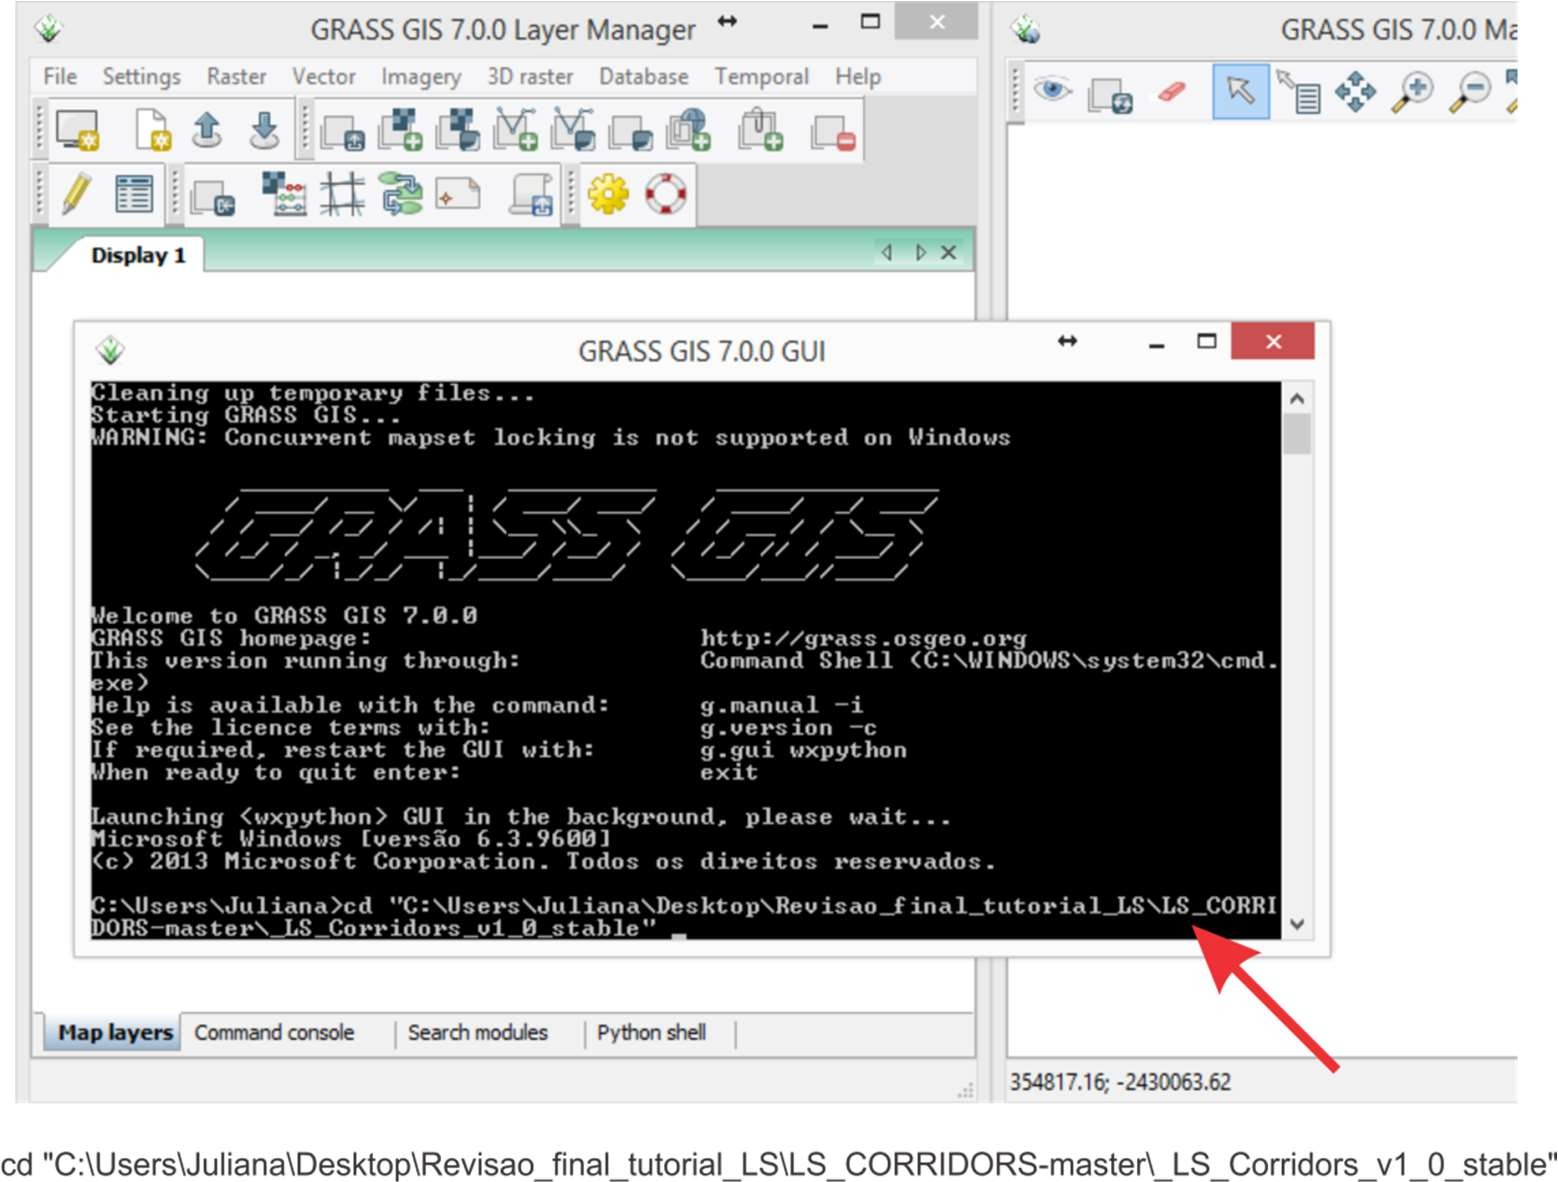 GRASS GIS 7.0.0 Layer Manager
GRASS GIS 7.0.0 Ma
File Settings Raster Vector Imagery 3D raster Database Temporal Help
Display 1
GRASS GIS 7.0.0 GUI
Cleaning up temporary files...
Starting GRASS GIS...
WARNING: Concurrent mapset locking is not supported on Windows
GRASS GIS
Welcome to GRASS GIS 7.0.0
GRASS GIS homepage: http://grass.osgeo.org
This version running through: Command Shell (C:\WINDOWS\system32\cmd.
exe)
Help is available with the command: g.manual -i
See the licence terms with: g.version -c
If required, restart the GUI with: g.gui wxpython
When ready to quit enter: exit
Launching <wxpython> GUI in the background, please wait...
Microsoft Windows [versão 6.3.9600]
(c) 2013 Microsoft Corporation. Todos os direitos reservados.
C:\Users\Juliana>cd "C:\Users\Juliana\Desktop\Revisao_final_tutorial_LS\LS_CORRI
DORS-master\_LS_Corridors_v1_0_stable" _
Map layers Command console Search modules Python shell
354817.16; -2430063.62
cd "C:\Users\Juliana\Desktop\Revisao_final_tutorial_LS\LS_CORRIDORS-master\_LS_Corridors_v1_0_stable"